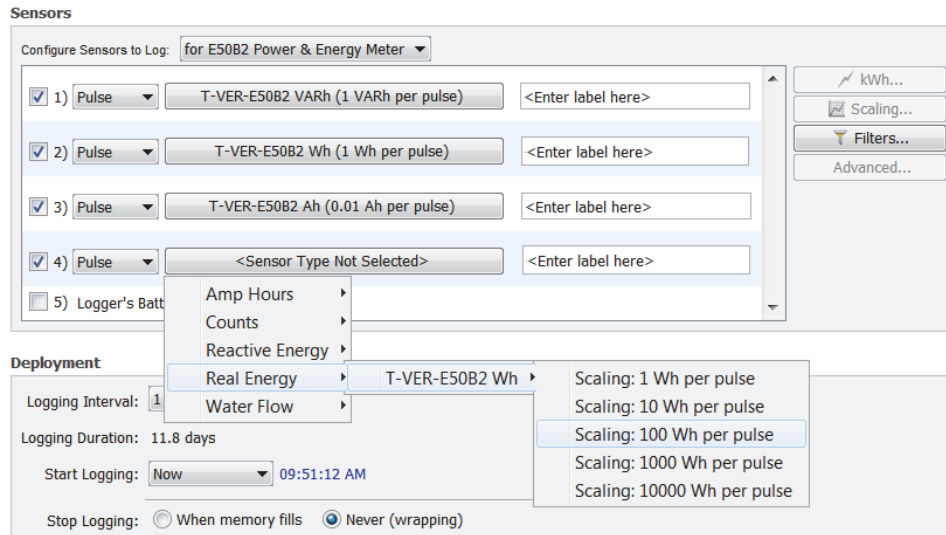 Sensors
Configure Sensors to Log: for E50B2 Power & Energy Meter
1) Pulse T-VER-E50B2 VARh (1 VARh per pulse) <Enter label here>
kWh...
Scaling...
2) Pulse T-VER-E50B2 Wh (1 Wh per pulse) <Enter label here>
Filters...
Advanced...
3) Pulse T-VER-E50B2 Ah (0.01 Ah per pulse) <Enter label here>
4) Pulse <Sensor Type Not Selected> <Enter label here>
5) Logger's Batt
Amp Hours
Counts
Reactive Energy
Real Energy
Water Flow
T-VER-E50B2 Wh
Scaling: 1 Wh per pulse
Scaling: 10 Wh per pulse
Scaling: 100 Wh per pulse
Scaling: 1000 Wh per pulse
Scaling: 10000 Wh per pulse
Deployment
Logging Interval: 1
Logging Duration: 11.8 days
Start Logging: Now 09:51:12 AM
Stop Logging: When memory fills Never (wrapping)